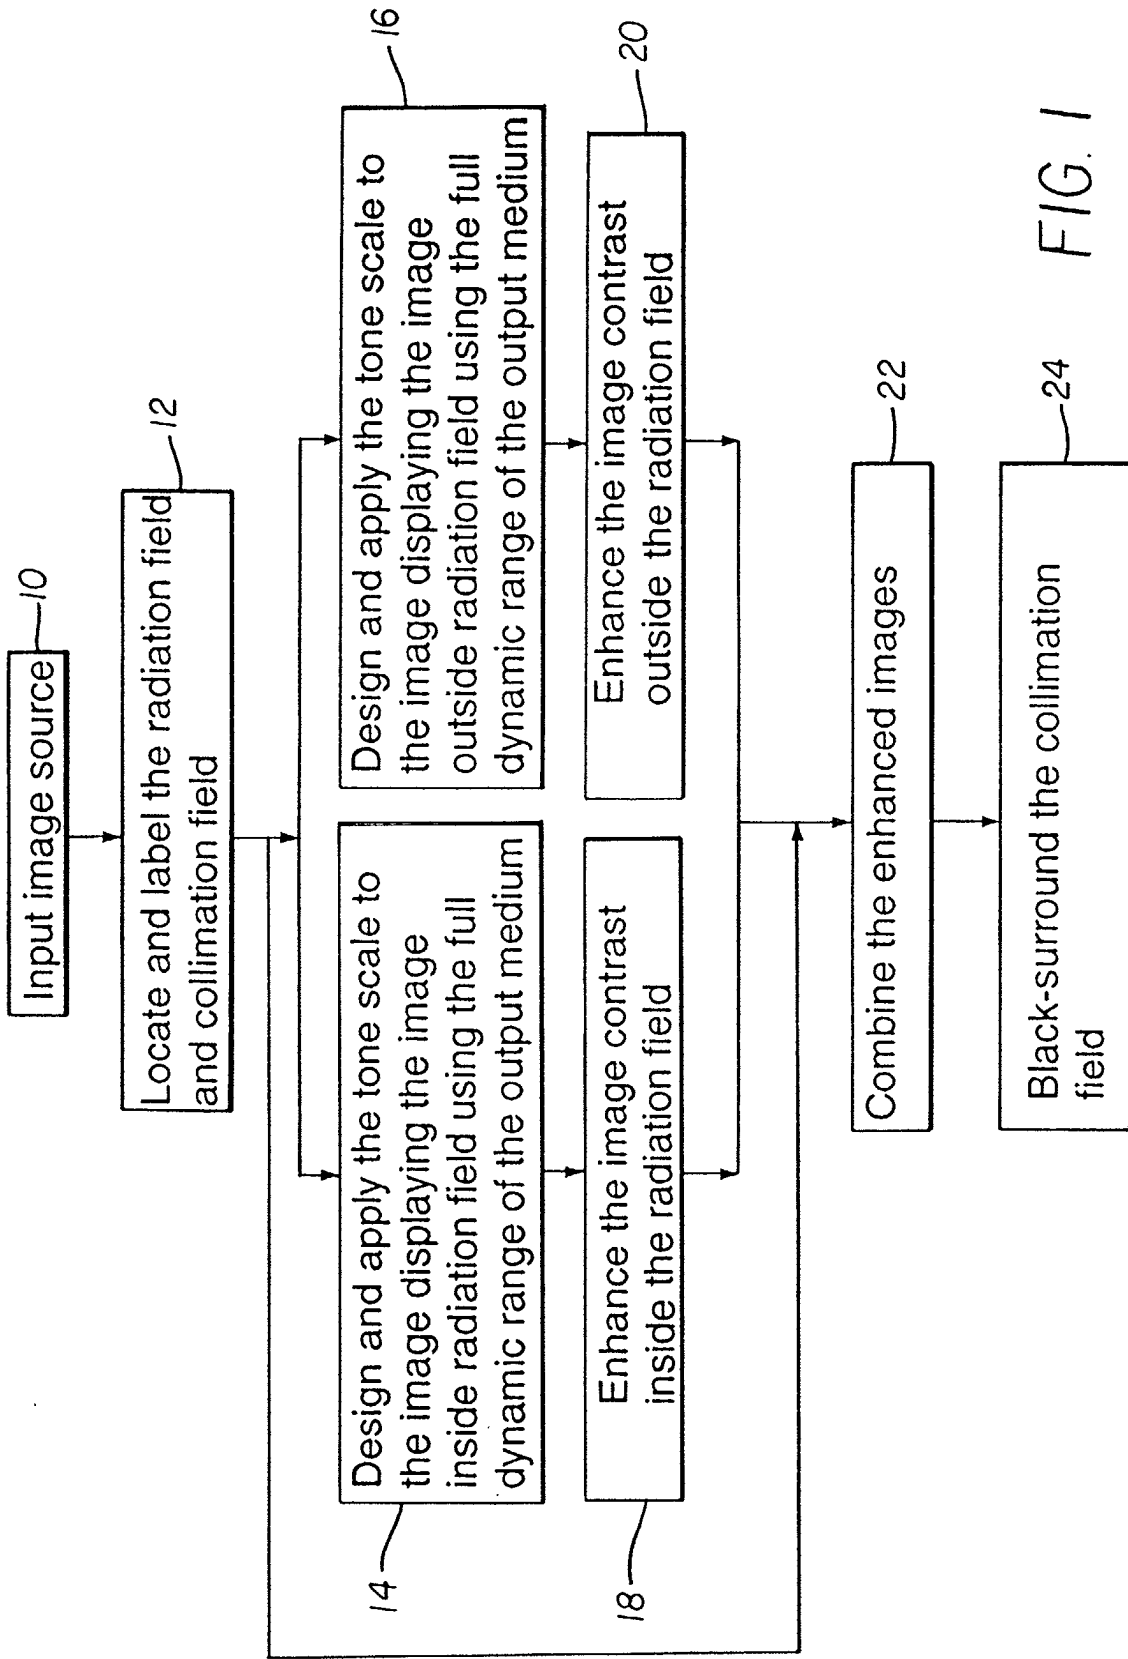 Input image source
10
Locate and label the radiation field
and collimation field
12
Design and apply the tone scale to
the image displaying the image
inside radiation field using the full
dynamic range of the output medium
14
Design and apply the tone scale to
the image displaying the image
outside radiation field using the full
dynamic range of the output medium
16
Enhance the image contrast
inside the radiation field
18
Enhance the image contrast
outside the radiation field
20
Combine the enhanced images
22
Black-surround the collimation
field
24
FIG. 1